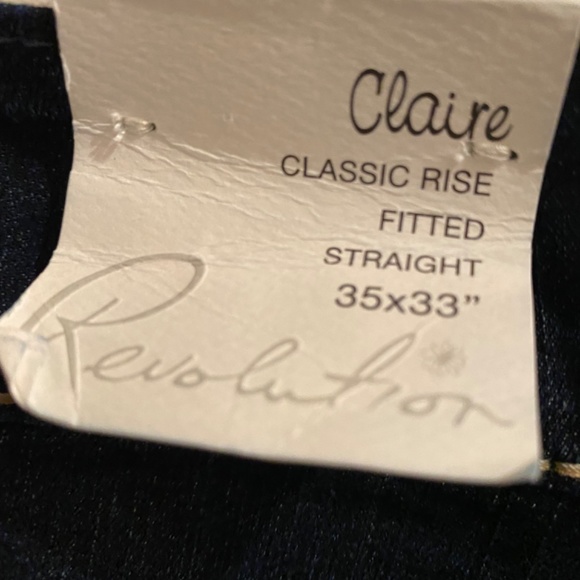 Claire
CLASSIC RISE
FITTED
STRAIGHT
35x33”
Revolution